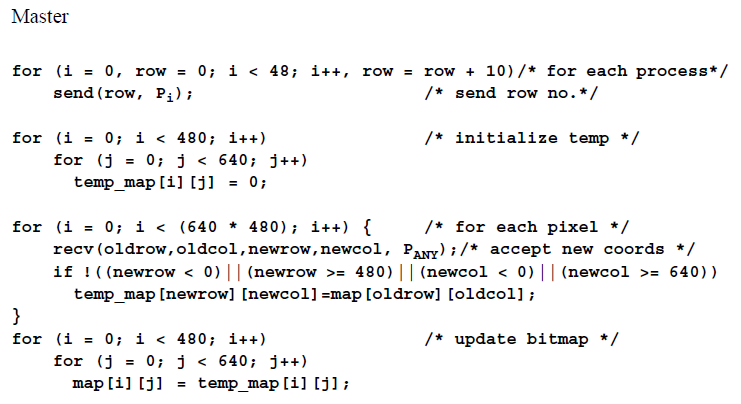 Master
for (i = 0, row = 0; i < 48; i++, row = row + 10)/* for each process*/
send(row, Pi); /* send row no.*/
for (i = 0; i < 480; i++) /* initialize temp */
for (j = 0; j < 640; j++)
temp_map[i][j] = 0;
for (i = 0; i < (640 * 480); i++) { /* for each pixel */
recv(oldrow,oldcol,newrow,newcol, PANY);/* accept new coords */
if !((newrow < 0)||(newrow >= 480)||(newcol < 0)||(newcol >= 640))
temp_map[newrow][newcol]=map[oldrow][oldcol];
}
for (i = 0; i < 480; i++) /* update bitmap */
for (j = 0; j < 640; j++)
map[i][j] = temp_map[i][j];